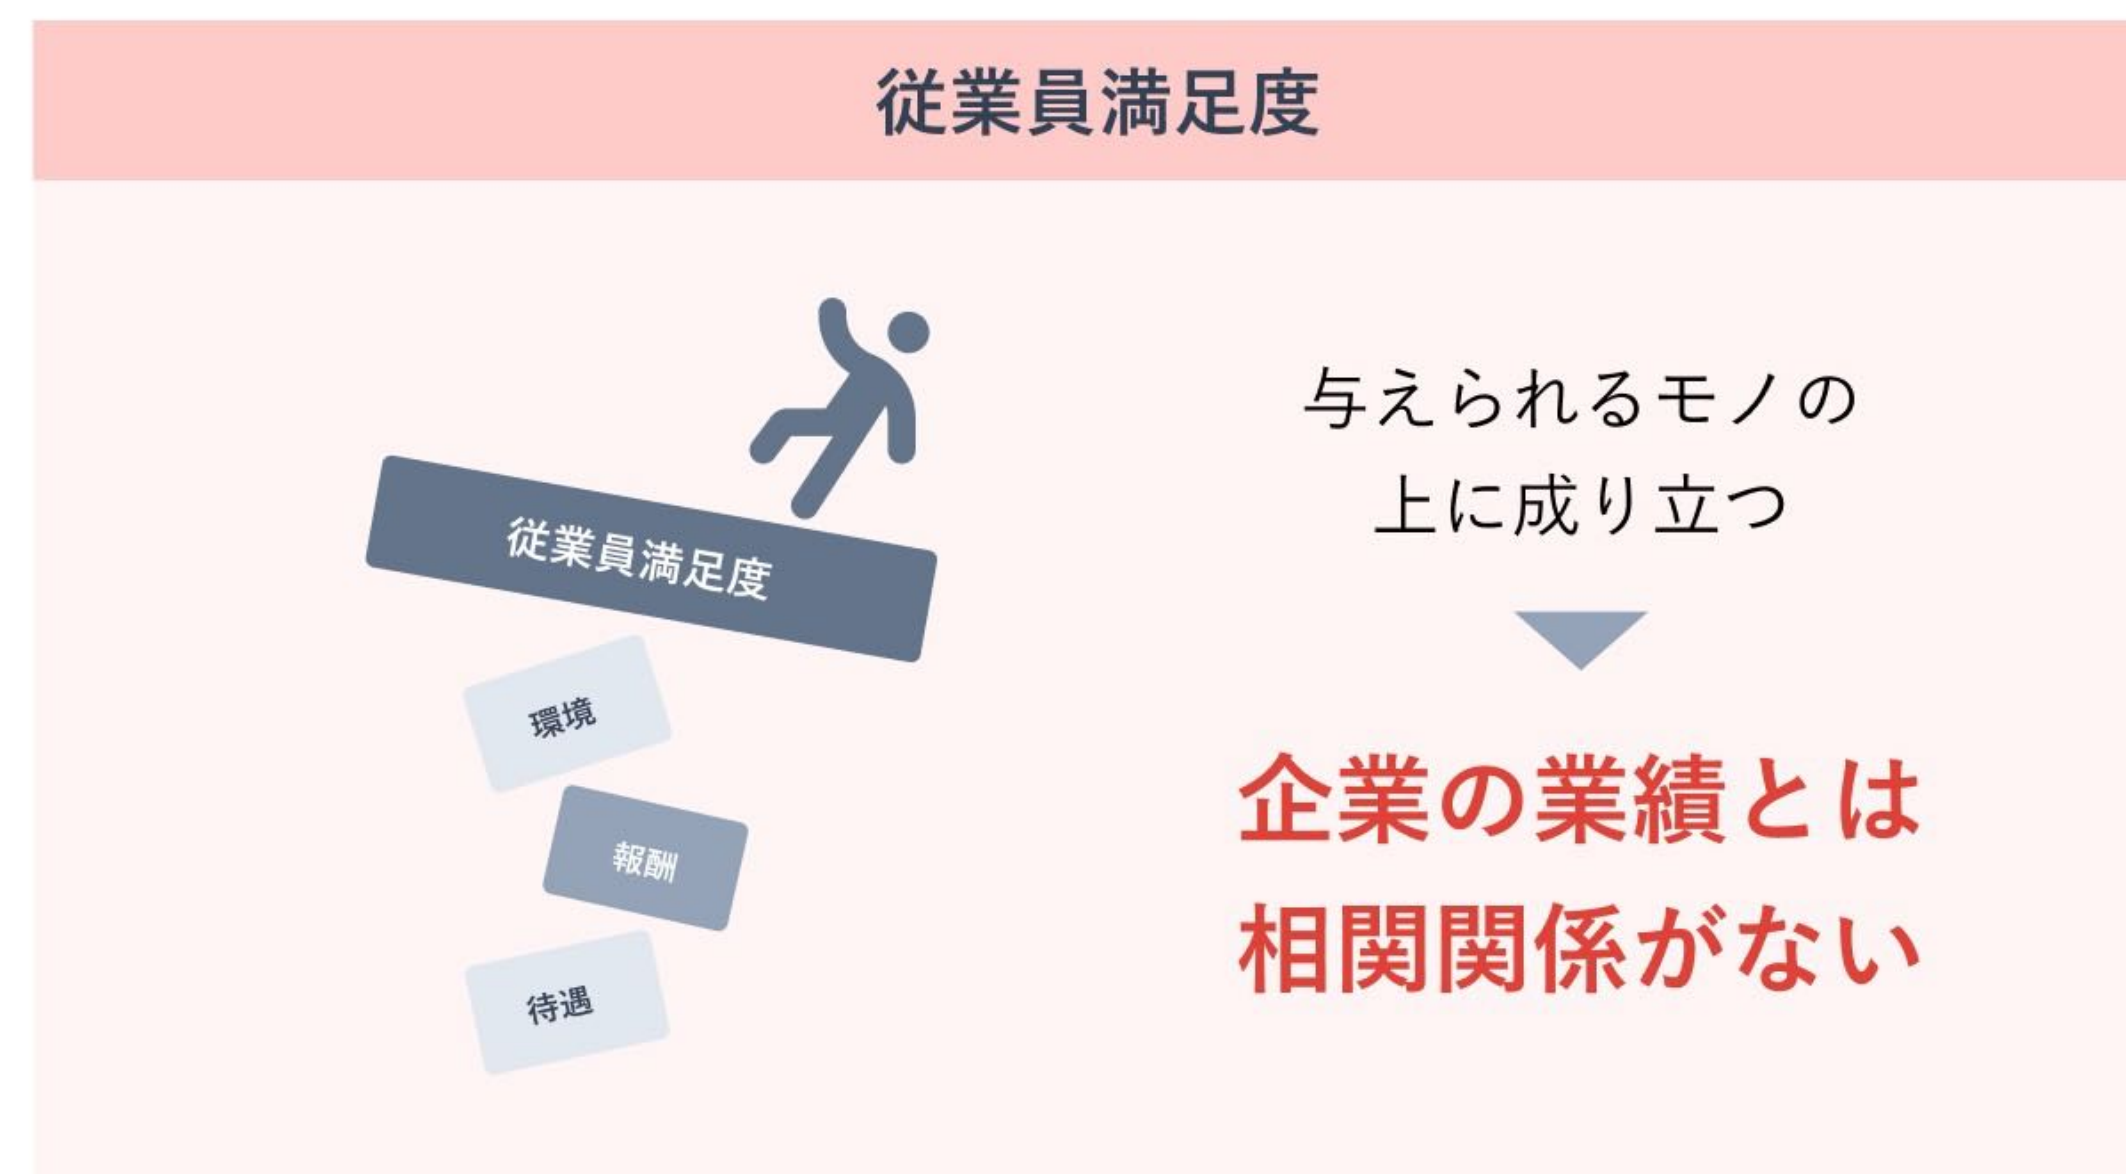 従業員満足度
従業員満足度
環境
報酬
待遇
与えられるモノの
上に成り立つ
企業の業績とは
相関関係がない